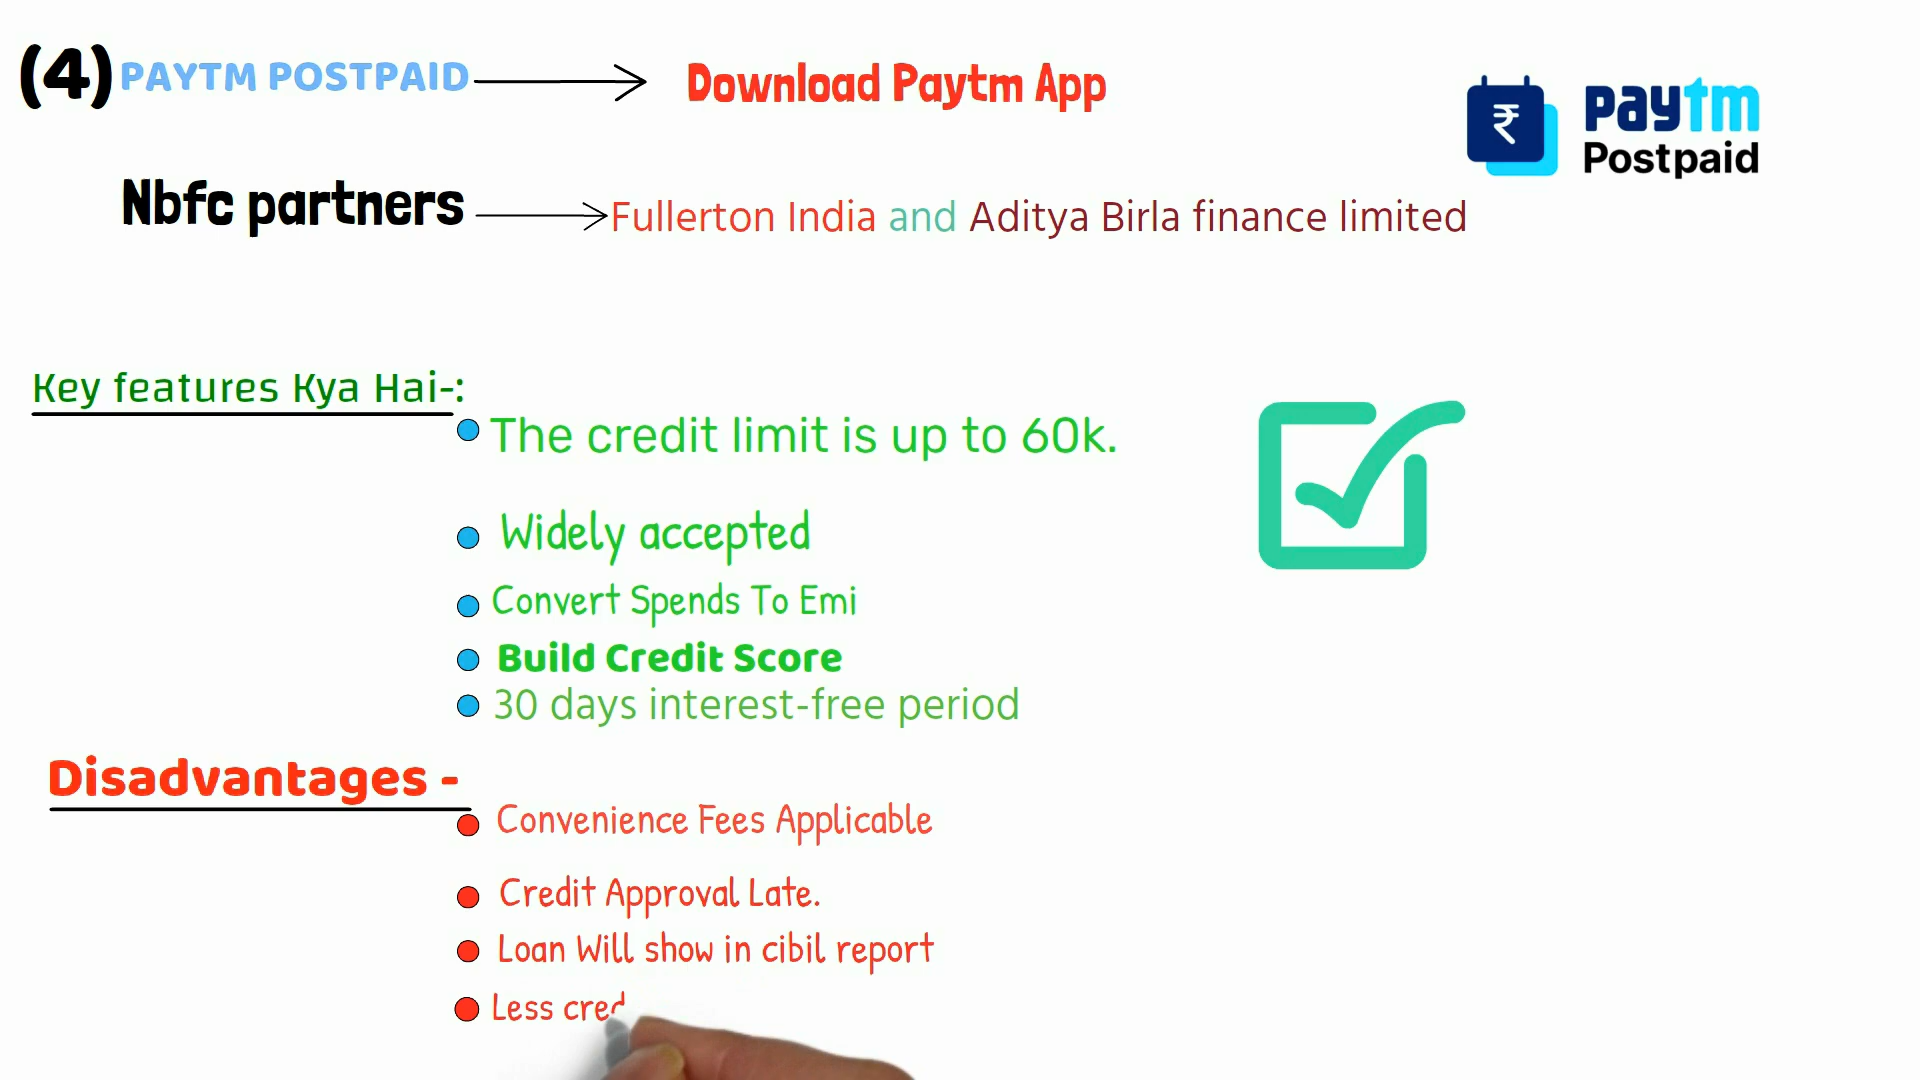 (4) PAYTM POSTPAID Download Paytm App
₹ paytm
Postpaid
Nbfc partners Fullerton India and Aditya Birla finance limited
Key features Kya Hai-:
The credit limit is up to 60k.
Widely accepted
Convert Spends To Emi
Build Credit Score
30 days interest-free period
Disadvantages -
Convenience Fees Applicable
Credit Approval Late.
Loan Will show in cibil report
Less cred